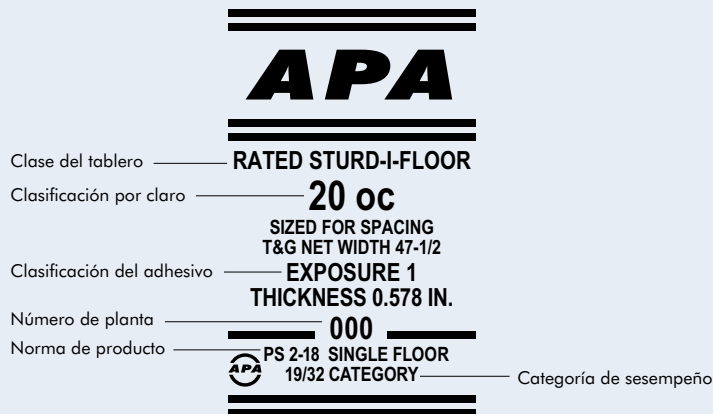 APA
Clase del tablero RATED STURD-I-FLOOR
Clasificación por claro 20 oc
SIZED FOR SPACING
T&G NET WIDTH 47-1/2
Clasificación del adhesivo EXPOSURE 1
THICKNESS 0.578 IN.
Número de planta 000
Norma de producto PS 2-18 SINGLE FLOOR
APA 19/32 CATEGORY Categoría de sesempeño